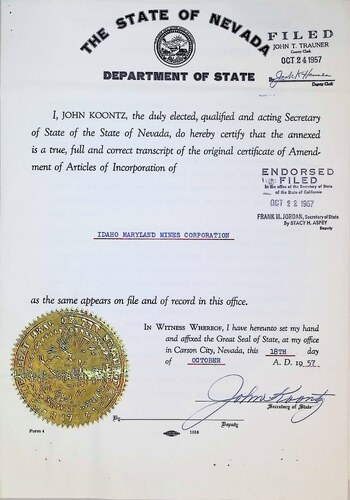 THE STATE OF NEVADA
DEPARTMENT OF STATE
FILED
JOHN T. TRAUNER
County Clerk
OCT 24 1957
Deputy Clerk
I, JOHN KOONTZ, the duly elected, qualified and acting Secretary
of State of the State of Nevada, do hereby certify that the annexed
is a true, full and correct transcript of the original certificate of Amend-
ment of Articles of Incorporation of
ENDORSED
FILED
In the office of the Secretary of State
of the State of California
OCT 22 1957
FRANK M. JORDAN, Secretary of State
By STACY H. ASPEY
Deputy
IDAHO MARYLAND MINES CORPORATION
as the same appears on file and of record in this office.
IN WITNESS WHEREOF, I have hereunto set my hand
and affixed the Great Seal of State, at my office
in Carson City, Nevada, this 18TH day
of OCTOBER A. D. 1957.
John Koontz
Secretary of State
By
Deputy
Form 4